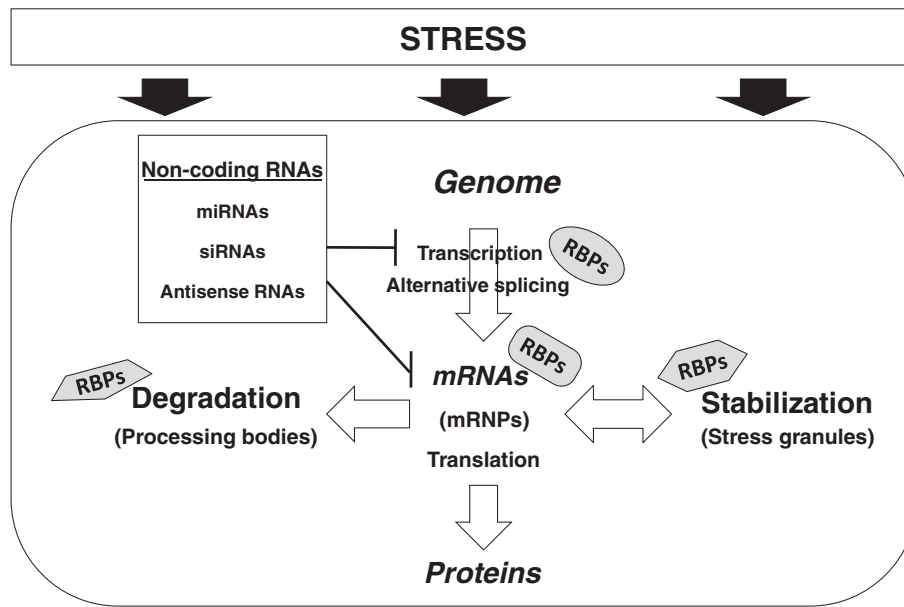 STRESS
Non-coding RNAs
miRNAs
siRNAs
Antisense RNAs
Genome
Transcription
RBPs
Alternative splicing
RBPs
mRNAs
(mRNPs)
Translation
RBPs
Degradation
(Processing bodies)
RBPs
Stabilization
(Stress granules)
Proteins